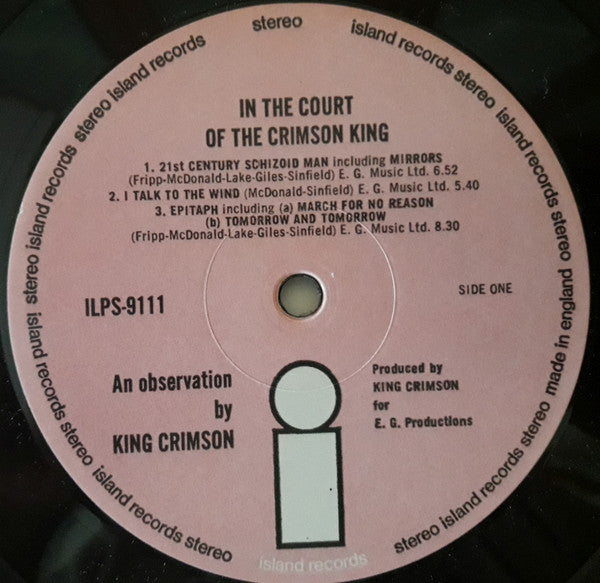 stereo
island records stereo
IN THE COURT
OF THE CRIMSON KING
1. 21st CENTURY SCHIZOID MAN including MIRRORS
(Fripp-McDonald-Lake-Giles-Sinfield) E. G. Music Ltd. 6.52
2. I TALK TO THE WIND (McDonald-Sinfield) E. G. Music Ltd. 5.40
3. EPITAPH including (a) MARCH FOR NO REASON
(b) TOMORROW AND TOMORROW
(Fripp-McDonald-Lake-Giles-Sinfield) E. G. Music Ltd. 8.30
ILPS-9111
SIDE ONE
An observation
by
KING CRIMSON
Produced by
KING CRIMSON
for
E. G. Productions
island records
made in england
oereo
stereo island records stereo
island records stereo
island records stereo
stereo island records
stereo island records